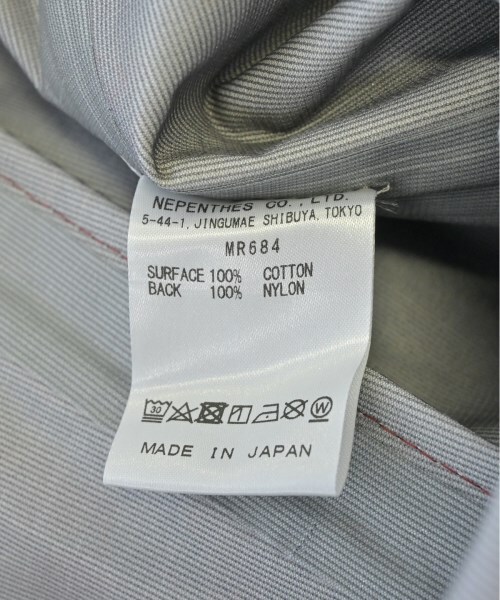 NEPENTHES CO., LTD.
5-44-1, JINGUMAE SHIBUYA, TOKYO
MR684
SURFACE 100% COTTON
BACK 100% NYLON
30 W
MADE IN JAPAN